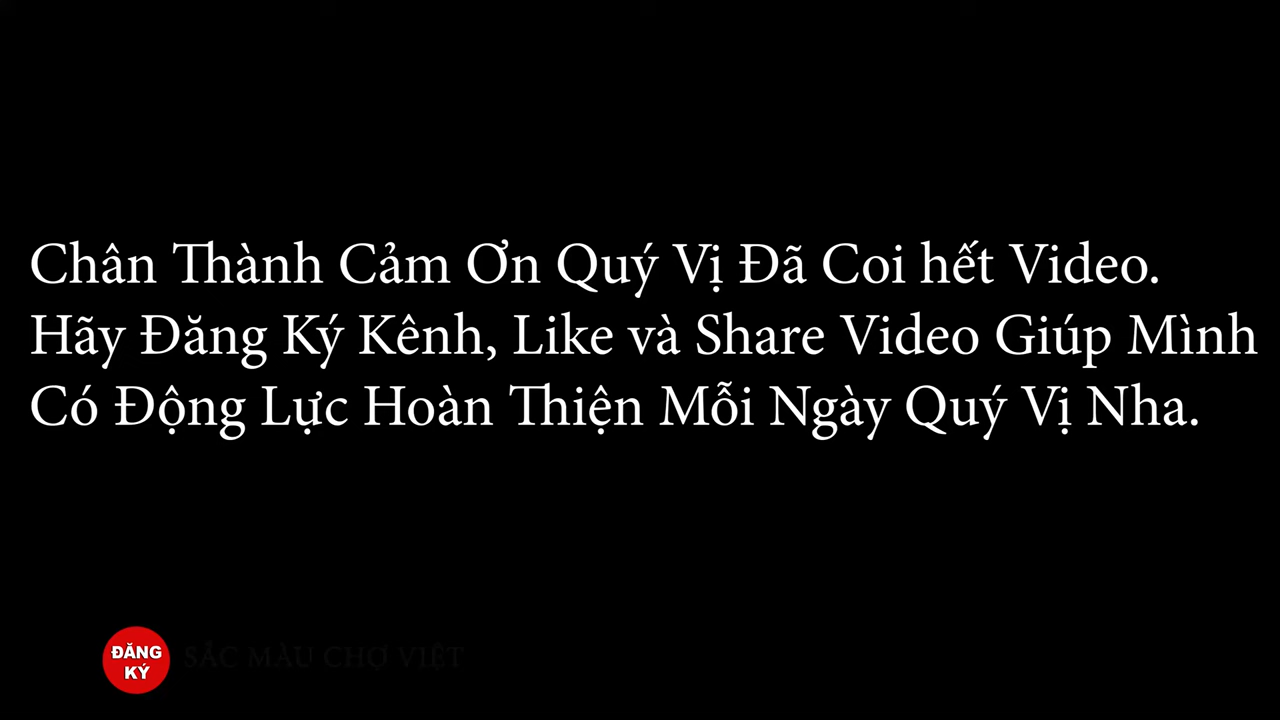 Chân Thành Cảm Ơn Quý Vị Đã Coi hết Video.
Hãy Đăng Ký Kênh, Like và Share Video Giúp Mình
Có Động Lực Hoàn Thiện Mỗi Ngày Quý Vị Nha.
ĐĂNG
KÝ
SẮC MÀU CHỢ VIỆT